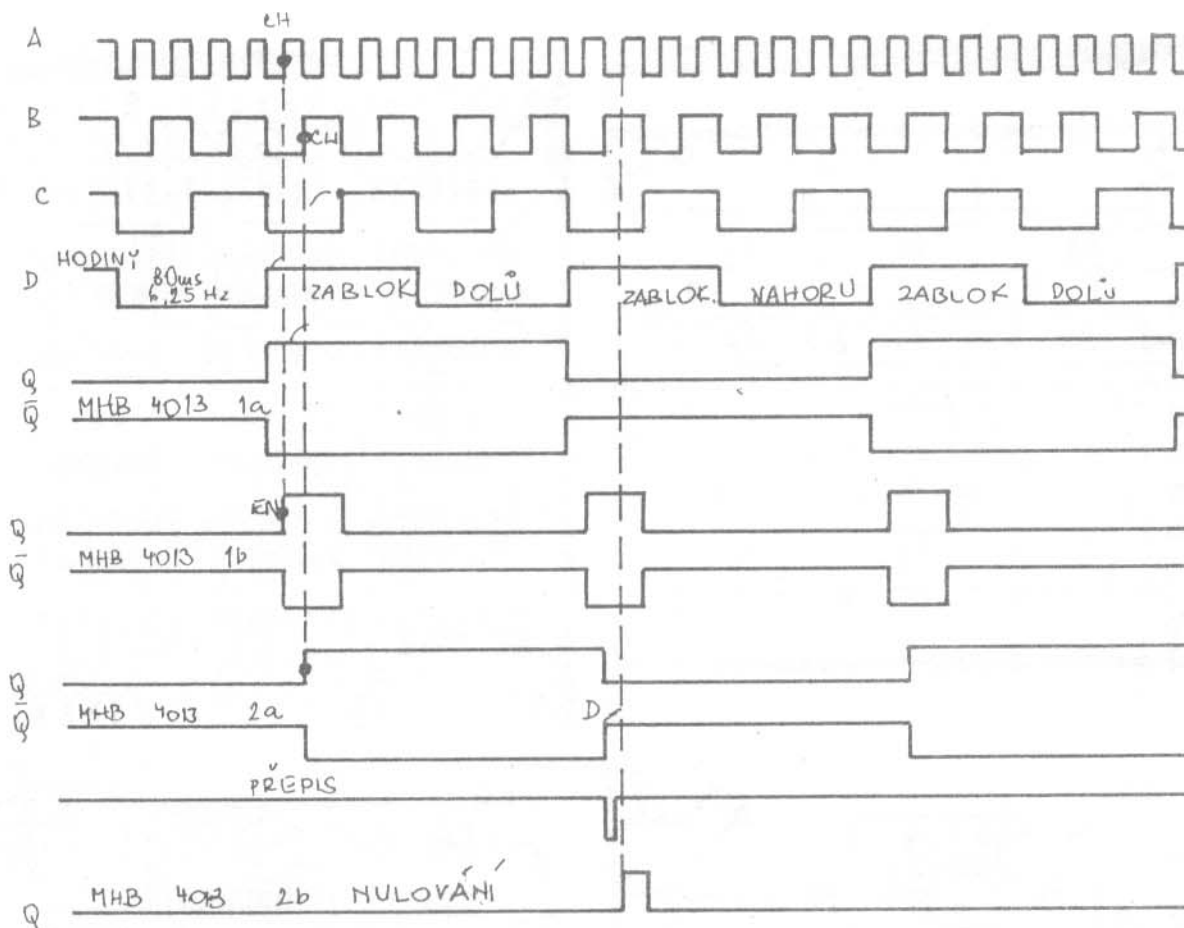 CH
A
B
CH
C
HODINY
D
80ms
6,25 Hz
ZABLOK
DOLŮ
ZABLOK.
NAHORU
ZABLOK
DOLŮ
Q
MHB 4013 1a
Q̄
EN
Q
MHB 4013 1b
Q̄
Q
MHB 4013 2a
D
Q̄
PŘEPIS
MHB 4013 2b NULOVÁNÍ
Q